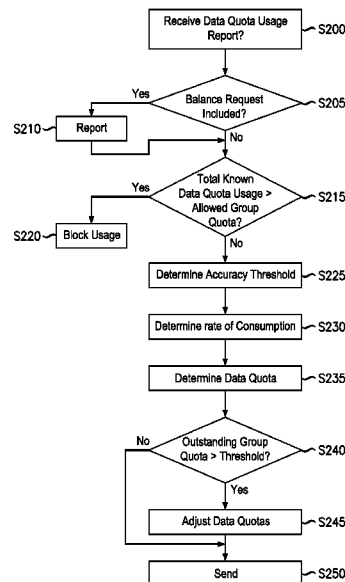 Receive Data Quota Usage
Report?
S200
Yes
Balance Request
Included?
S205
S210
Report
No
Total Known
Data Quota Usage >
Allowed Group
Quota?
S215
Yes
S220
Block Usage
No
Determine Accuracy Threshold
S225
Determine rate of Consumption
S230
Determine Data Quota
S235
No
Outstanding Group
Quota > Threshold?
S240
Yes
Adjust Data Quotas
S245
Send
S250